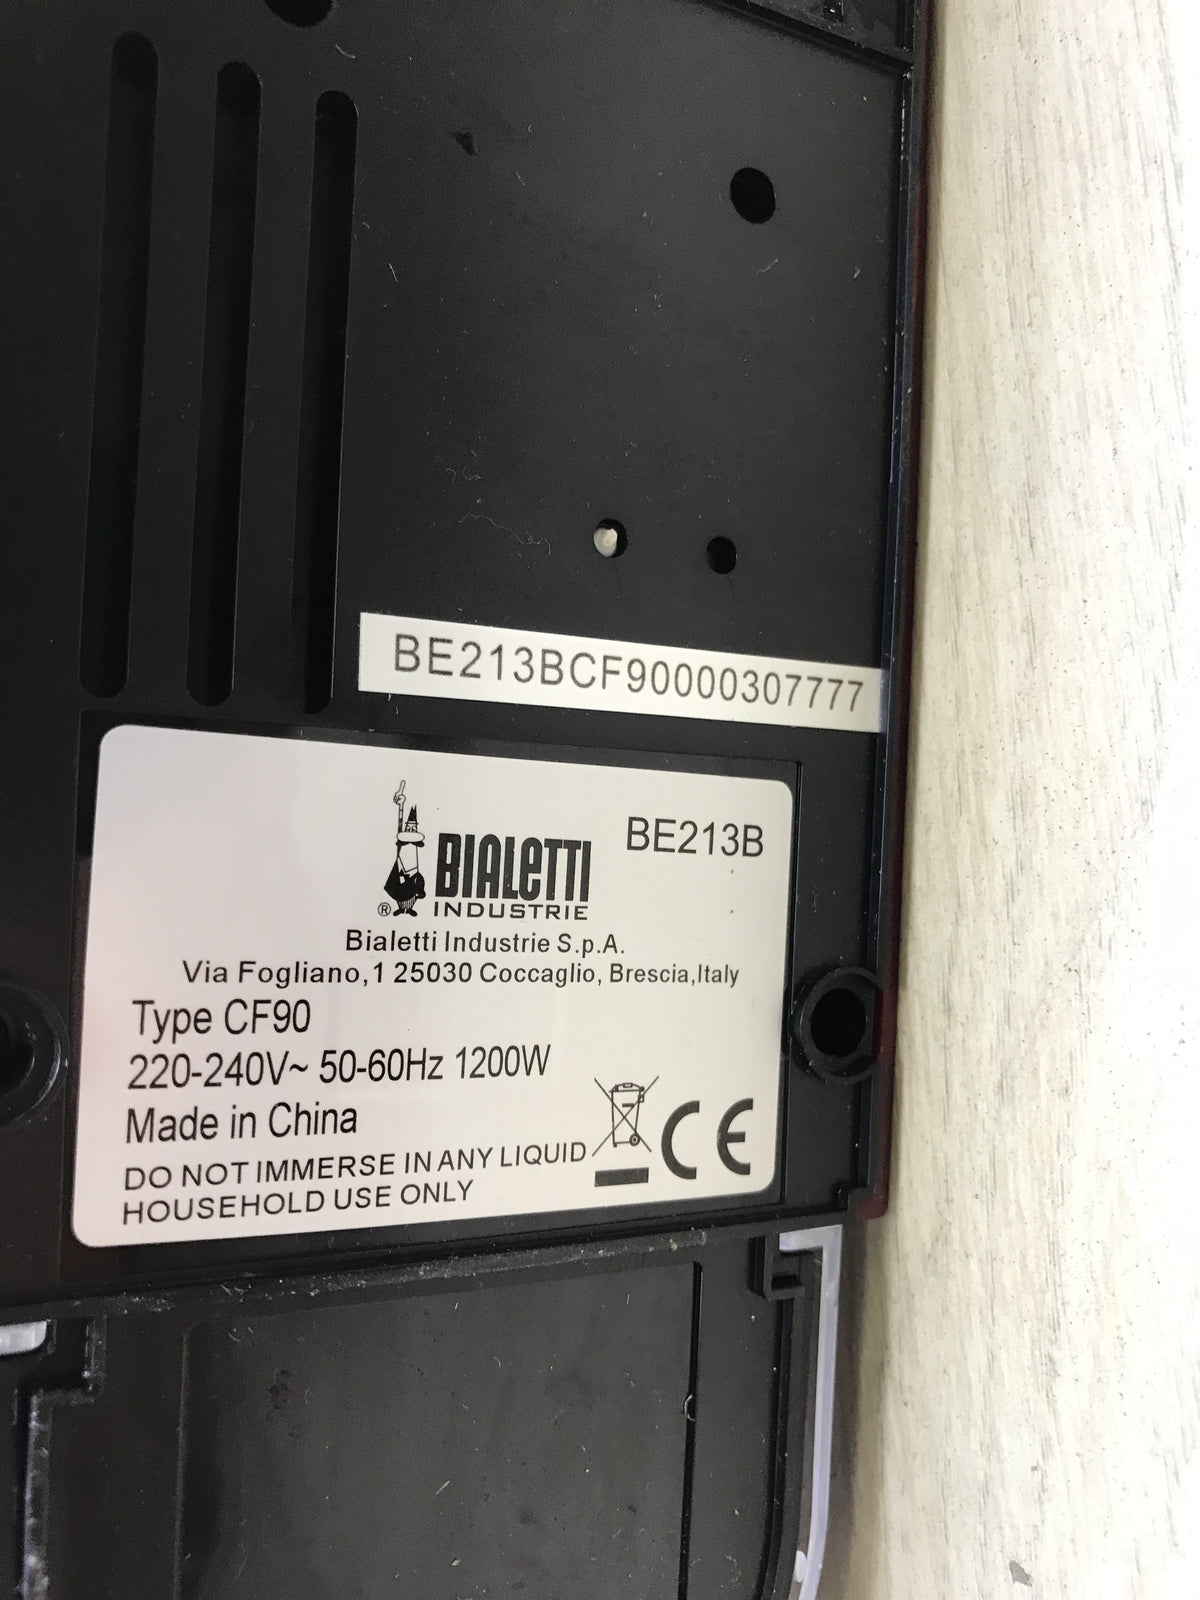 BE213BCF90000307777
BE213B
BIALETTI
® INDUSTRIE
Bialetti Industrie S.p.A.
Via Fogliano,1 25030 Coccaglio, Brescia,Italy
Type CF90
220-240V~ 50-60Hz 1200W
Made in China
DO NOT IMMERSE IN ANY LIQUID
HOUSEHOLD USE ONLY
CE